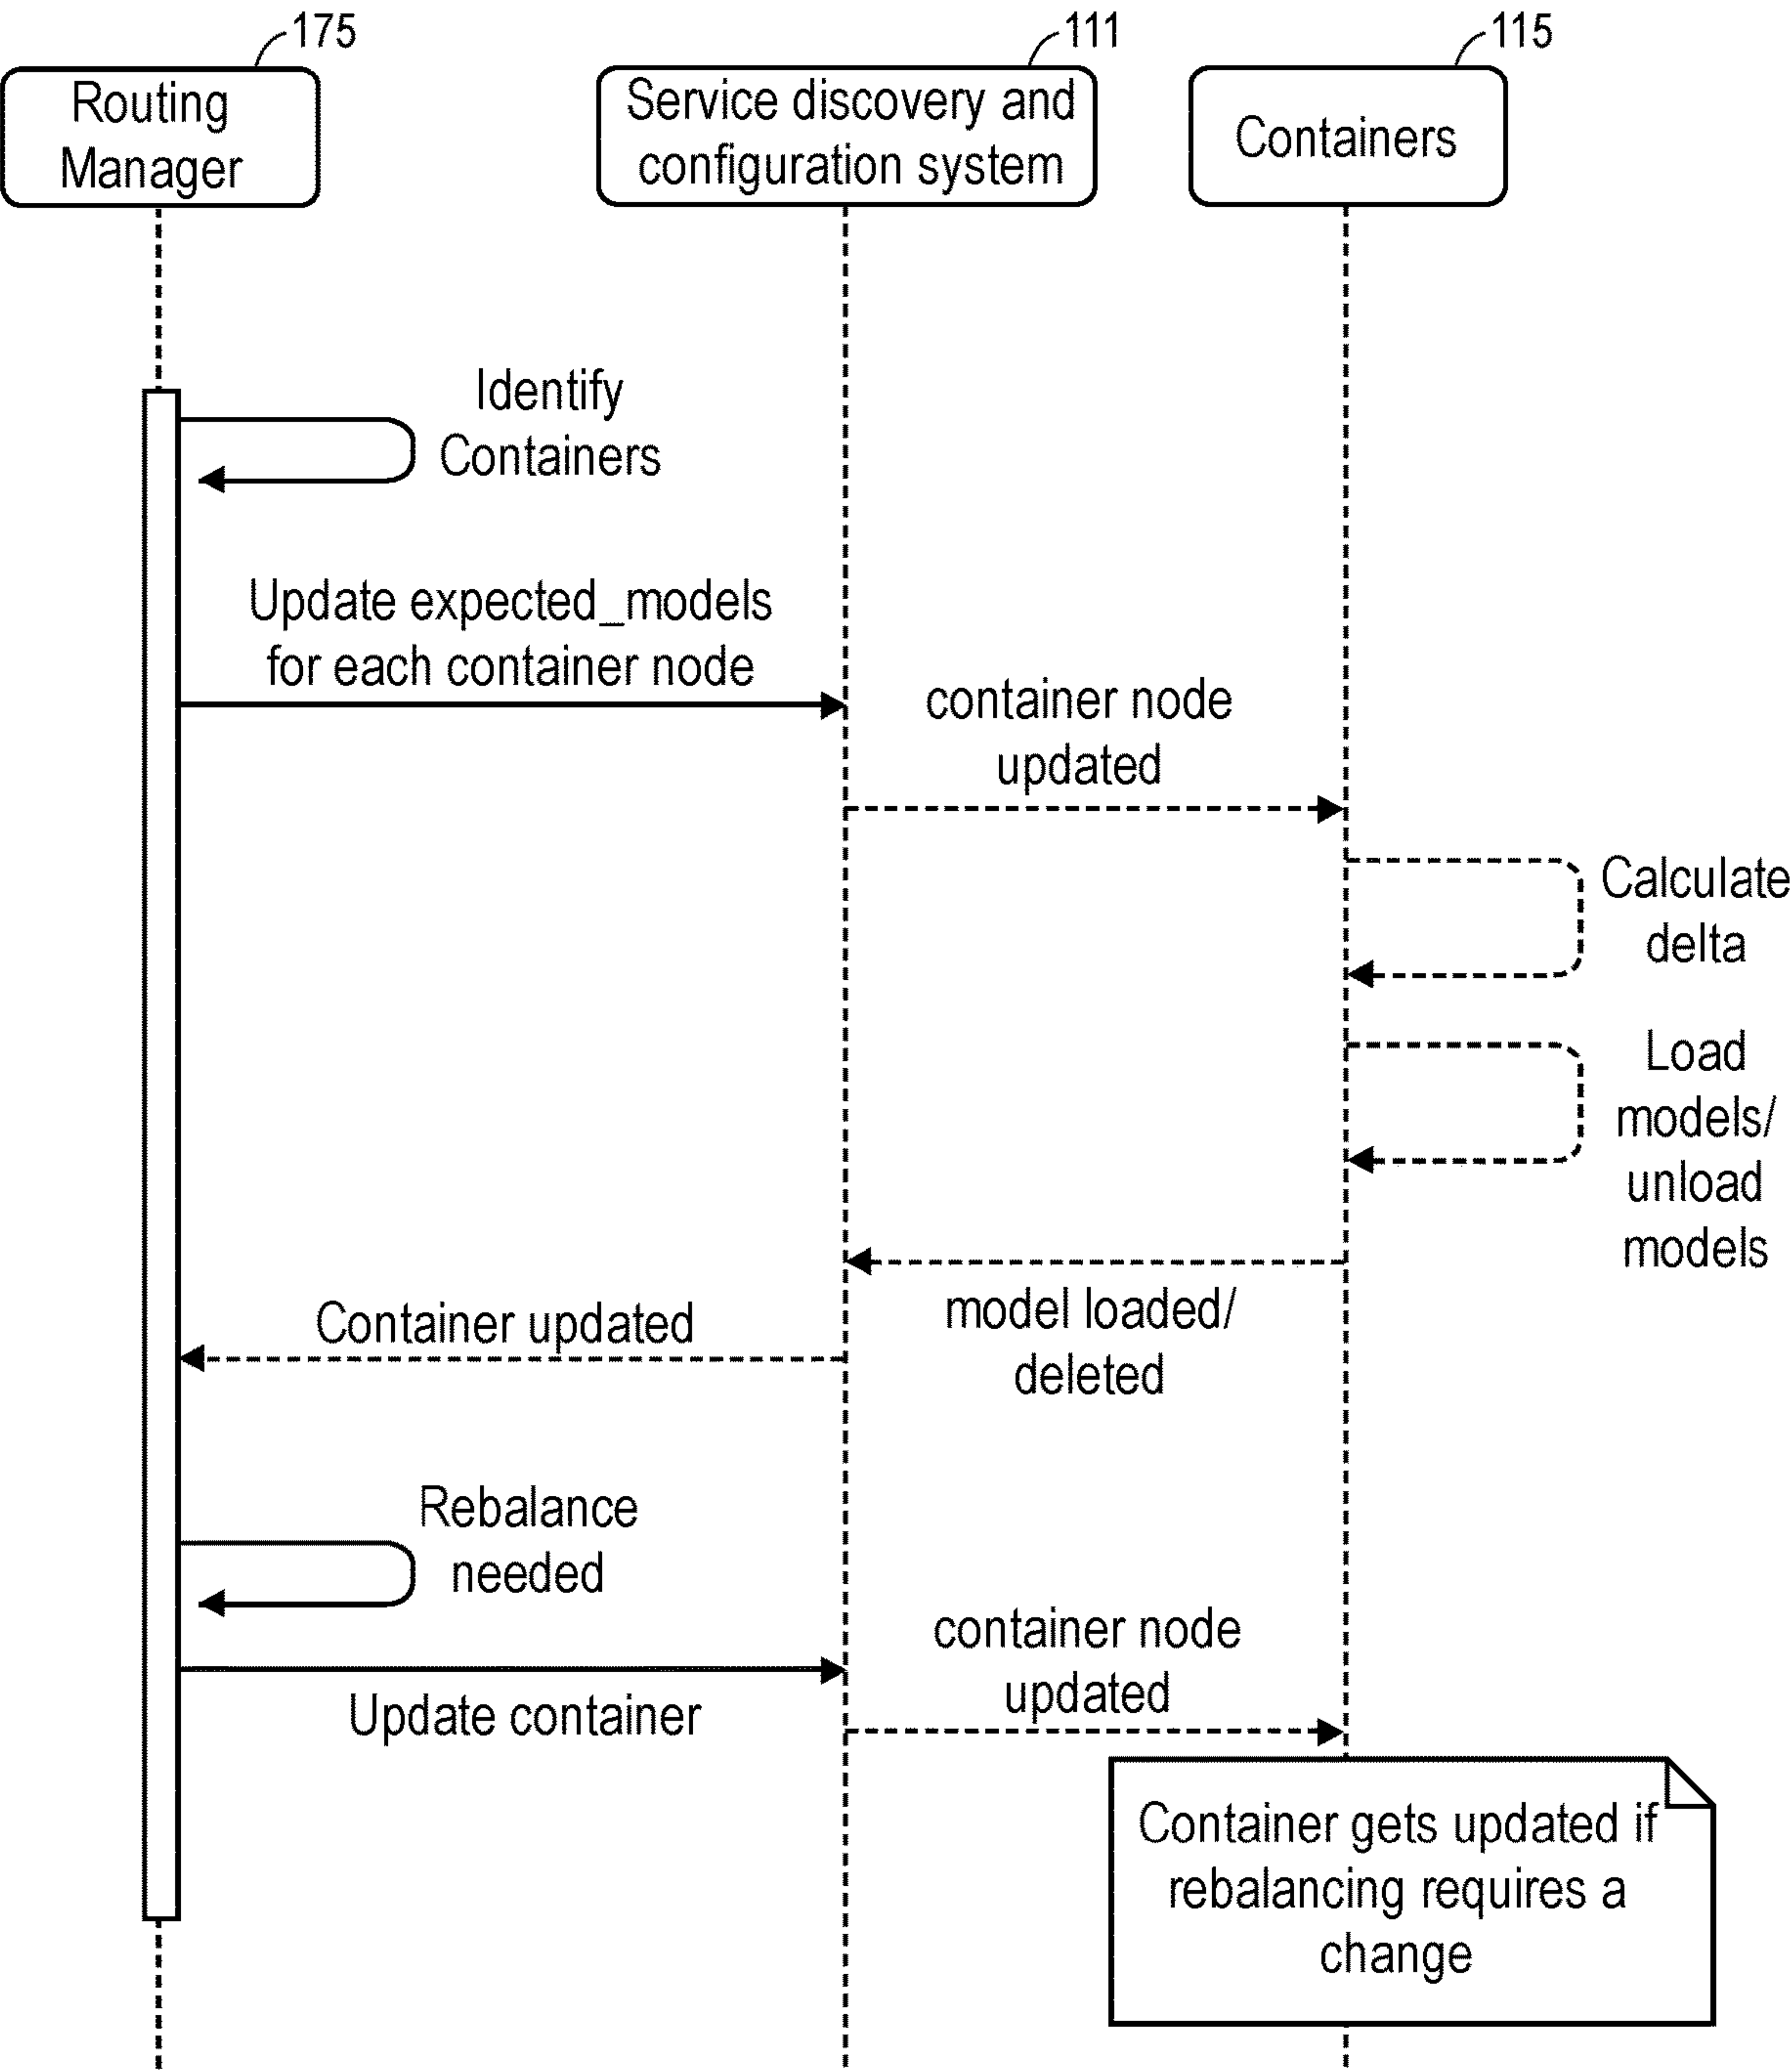 175
111
115
Routing
Manager
Service discovery and
configuration system
Containers
Identify
Containers
Update expected_models
for each container node
container node
updated
Calculate
delta
Load
models/
unload
models
model loaded/
deleted
Container updated
Rebalance
needed
container node
updated
Update container
Container gets updated if
rebalancing requires a
change